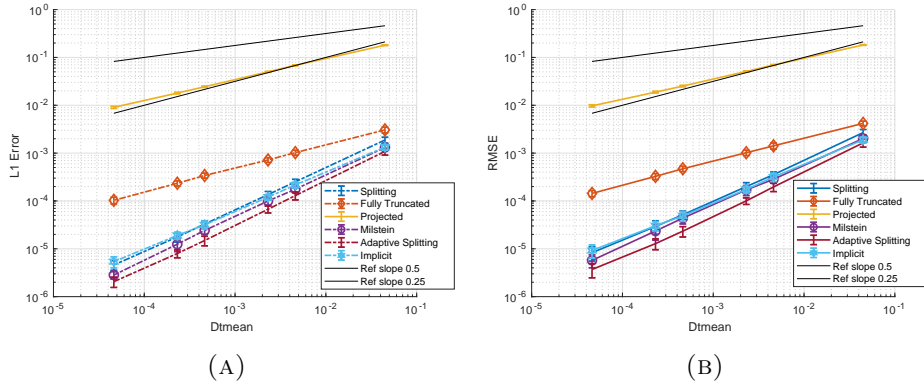 10^0
10^-1
10^-2
10^-3
10^-4
10^-5
10^-6
L1 Error
10^-5
10^-4
10^-3
10^-2
10^-1
Dtmean
Splitting
Fully Truncated
Projected
Milstein
Adaptive Splitting
Implicit
Ref slope 0.5
Ref slope 0.25
(A)
10^0
10^-1
10^-2
10^-3
10^-4
10^-5
10^-6
RMSE
10^-5
10^-4
10^-3
10^-2
10^-1
Dtmean
Splitting
Fully Truncated
Projected
Milstein
Adaptive Splitting
Implicit
Ref slope 0.5
Ref slope 0.25
(B)